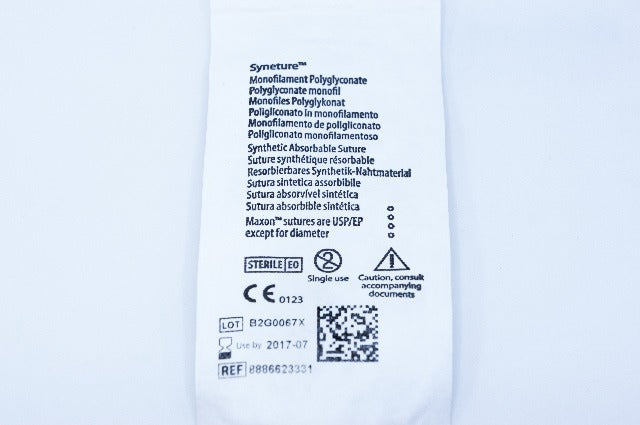 Syneture™
Monofilament Polyglyconate
Polyglyconate monofil
Monofiles Polyglykonat
Poligliconato in monofilamento
Monofilamento de poligliconato
Poligliconato monofilamentoso
Synthetic Absorbable Suture
Suture synthétique résorbable
Resorbierbares Synthetik-Nahtmaterial
Sutura sintetica assorbibile
Sutura absorvível sintética
Sutura absorbible sintética
Maxon™ sutures are USP/EP
except for diameter
STERILE EO
2
Single use
Caution, consult
accompanying
documents
CE 0123
LOT B2G0067X
Use by 2017-07
REF 8886623331